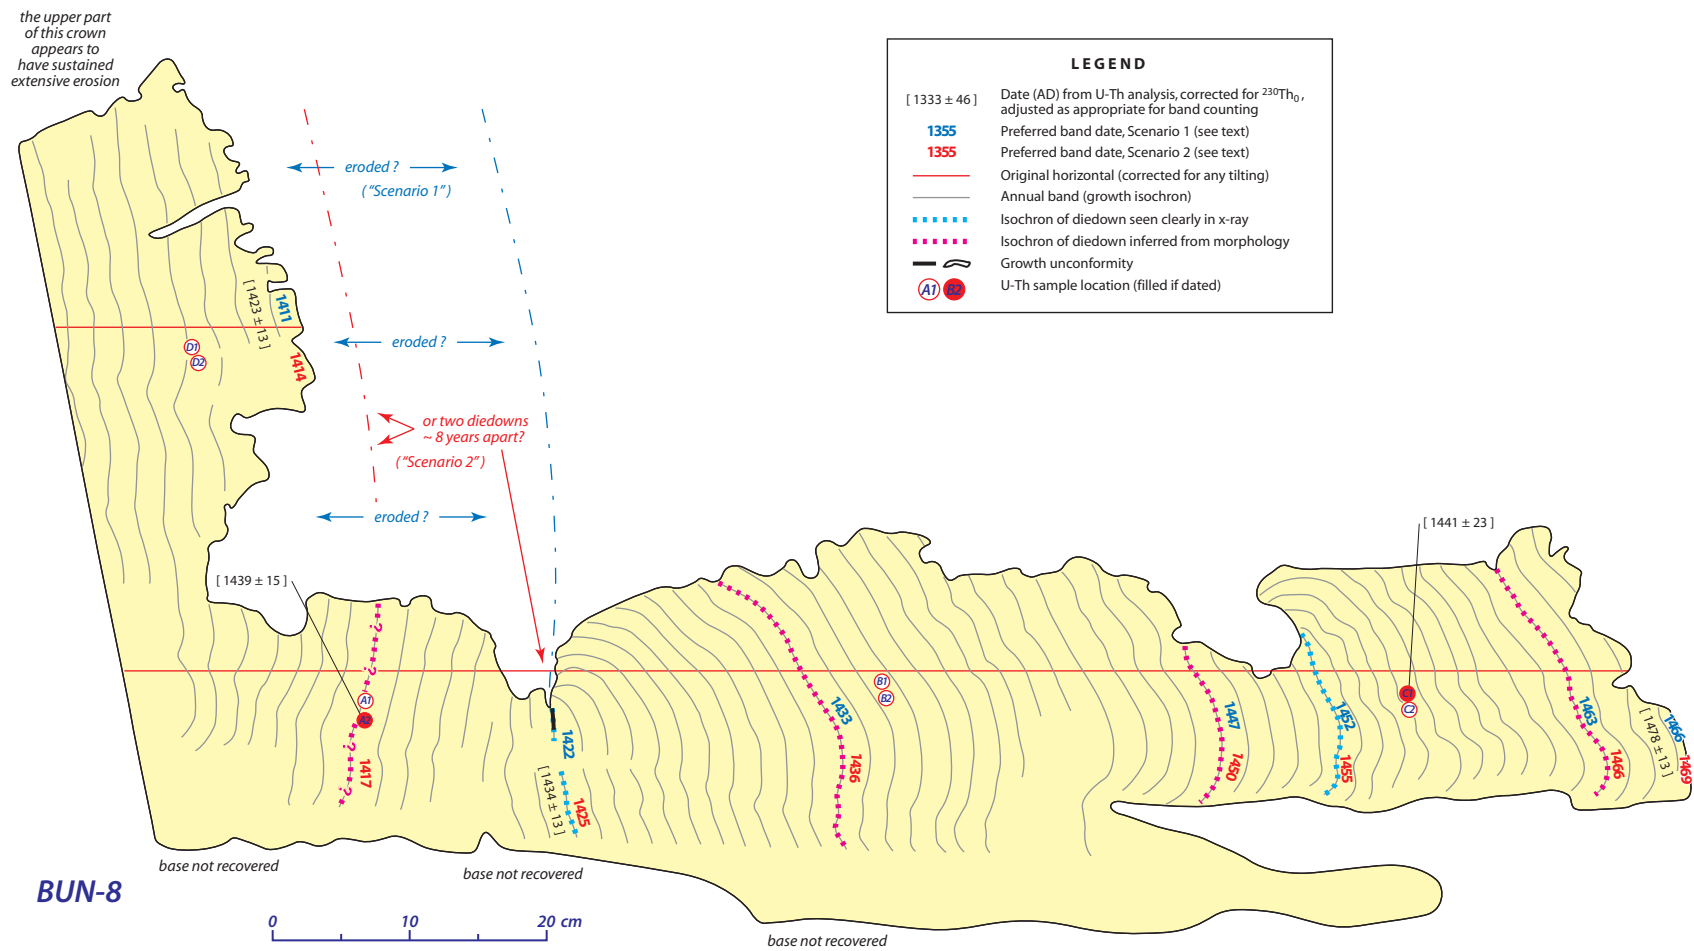 the upper part
of this crown
appears to
have sustained
extensive erosion
LEGEND
[ 1333 ± 46 ]
Date (AD) from U-Th analysis, corrected for ²³⁰Th₀,
adjusted as appropriate for band counting
1355
Preferred band date, Scenario 1 (see text)
1355
Preferred band date, Scenario 2 (see text)
Original horizontal (corrected for any tilting)
Annual band (growth isochron)
Isochron of diedown seen clearly in x-ray
Isochron of diedown inferred from morphology
Growth unconformity
A1 B2
U-Th sample location (filled if dated)
eroded ?
("Scenario 1")
[ 1423 ± 13 ]
1411
1414
D1
D2
eroded ?
or two diedowns
~ 8 years apart?
("Scenario 2")
eroded ?
[ 1439 ± 15 ]
[ 1441 ± 23 ]
?
?
A1
A2
?
?
1417
1422
[ 1434 ± 13 ]
1425
B1
B2
1433
1436
1447
1450
1452
1455
C1
C2
1463
1466
[ 1478 ± 13 ]
1466
1469
base not recovered
base not recovered
base not recovered
BUN-8
0 10 20 cm